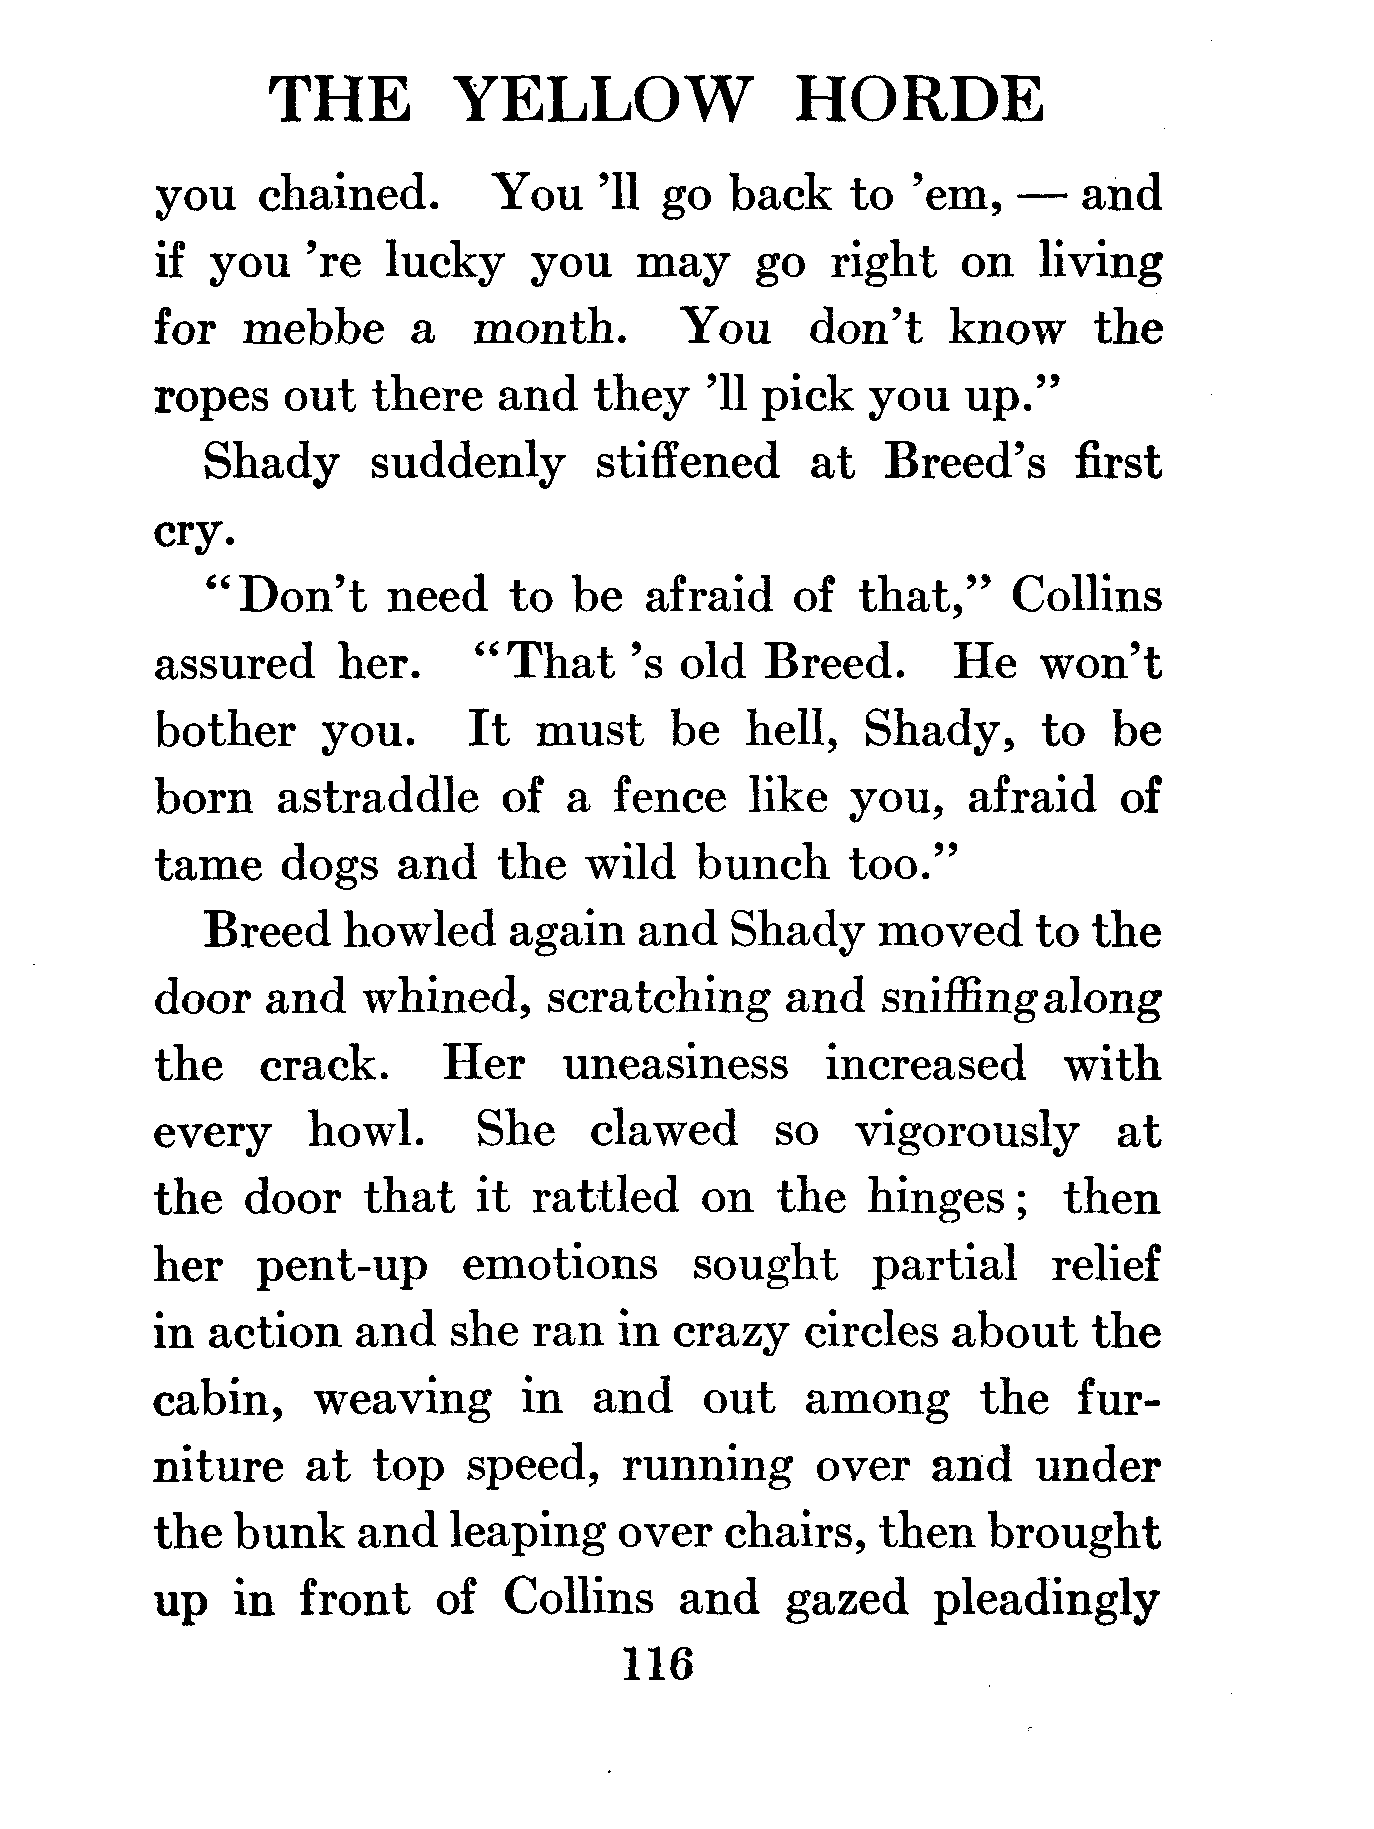 THE YELLOW HORDE
you chained. You 'll go back to 'em, — and
if you 're lucky you may go right on living
for mebbe a month. You don't know the
ropes out there and they 'll pick you up."
Shady suddenly stiffened at Breed's first
cry.
"Don't need to be afraid of that," Collins
assured her. "That 's old Breed. He won't
bother you. It must be hell, Shady, to be
born astraddle of a fence like you, afraid of
tame dogs and the wild bunch too."
Breed howled again and Shady moved to the
door and whined, scratching and sniffing along
the crack. Her uneasiness increased with
every howl. She clawed so vigorously at
the door that it rattled on the hinges; then
her pent-up emotions sought partial relief
in action and she ran in crazy circles about the
cabin, weaving in and out among the fur-
niture at top speed, running over and under
the bunk and leaping over chairs, then brought
up in front of Collins and gazed pleadingly
116